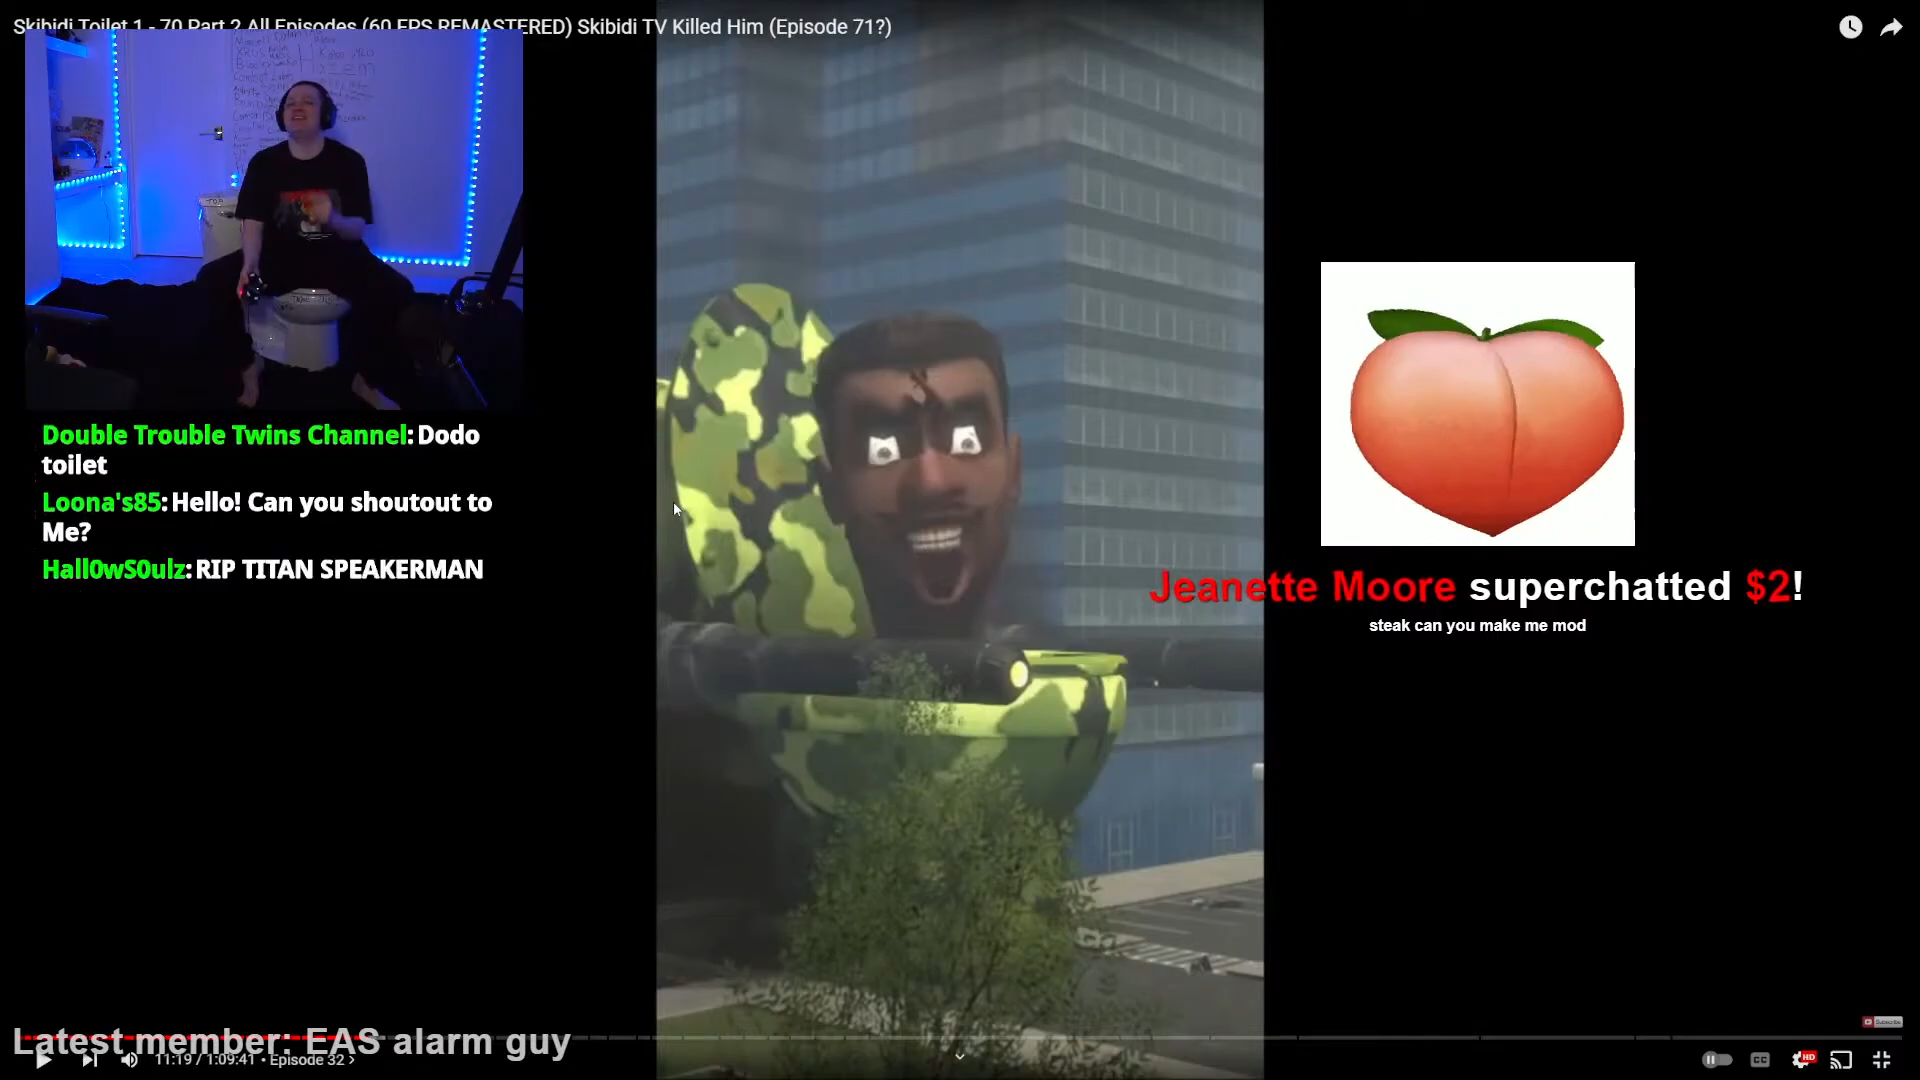 Skibidi Toilet 1 - 70 Part 2 All Episodes (60 FPS REMASTERED) Skibidi TV Killed Him (Episode 71?)
Double Trouble Twins Channel: Dodo
toilet
Loona's85: Hello! Can you shoutout to
Me?
Hall0wS0ulz: RIP TITAN SPEAKERMAN
Jeanette Moore superchatted $2!
steak can you make me mod
Subscribe
Latest member: EAS alarm guy
11:19 / 1:09:41 • Episode 32 >
CC
HD